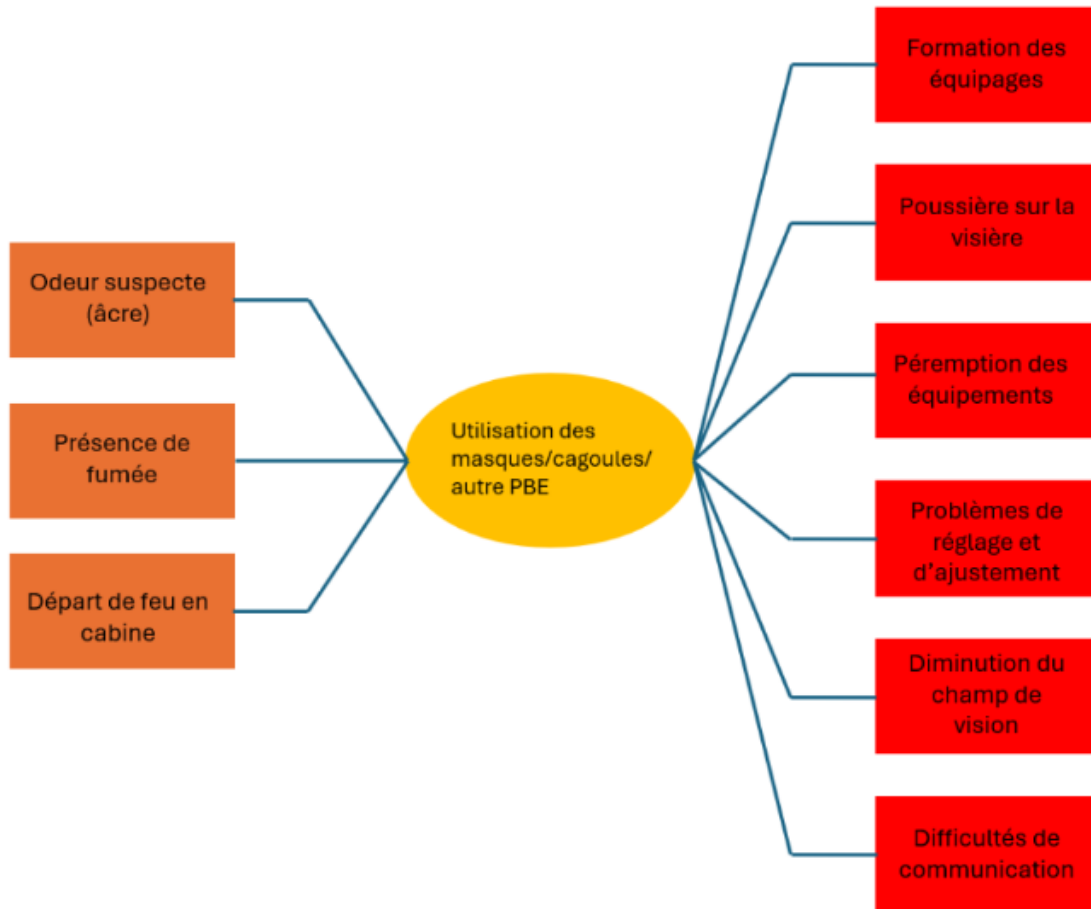 Odeur suspecte
(âcre)
Présence de
fumée
Départ de feu en
cabine
Utilisation des
masques/cagoules/
autre PBE
Formation des
équipages
Poussière sur la
visière
Péremption des
équipements
Problèmes de
réglage et
d’ajustement
Diminution du
champ de
vision
Difficultés de
communication